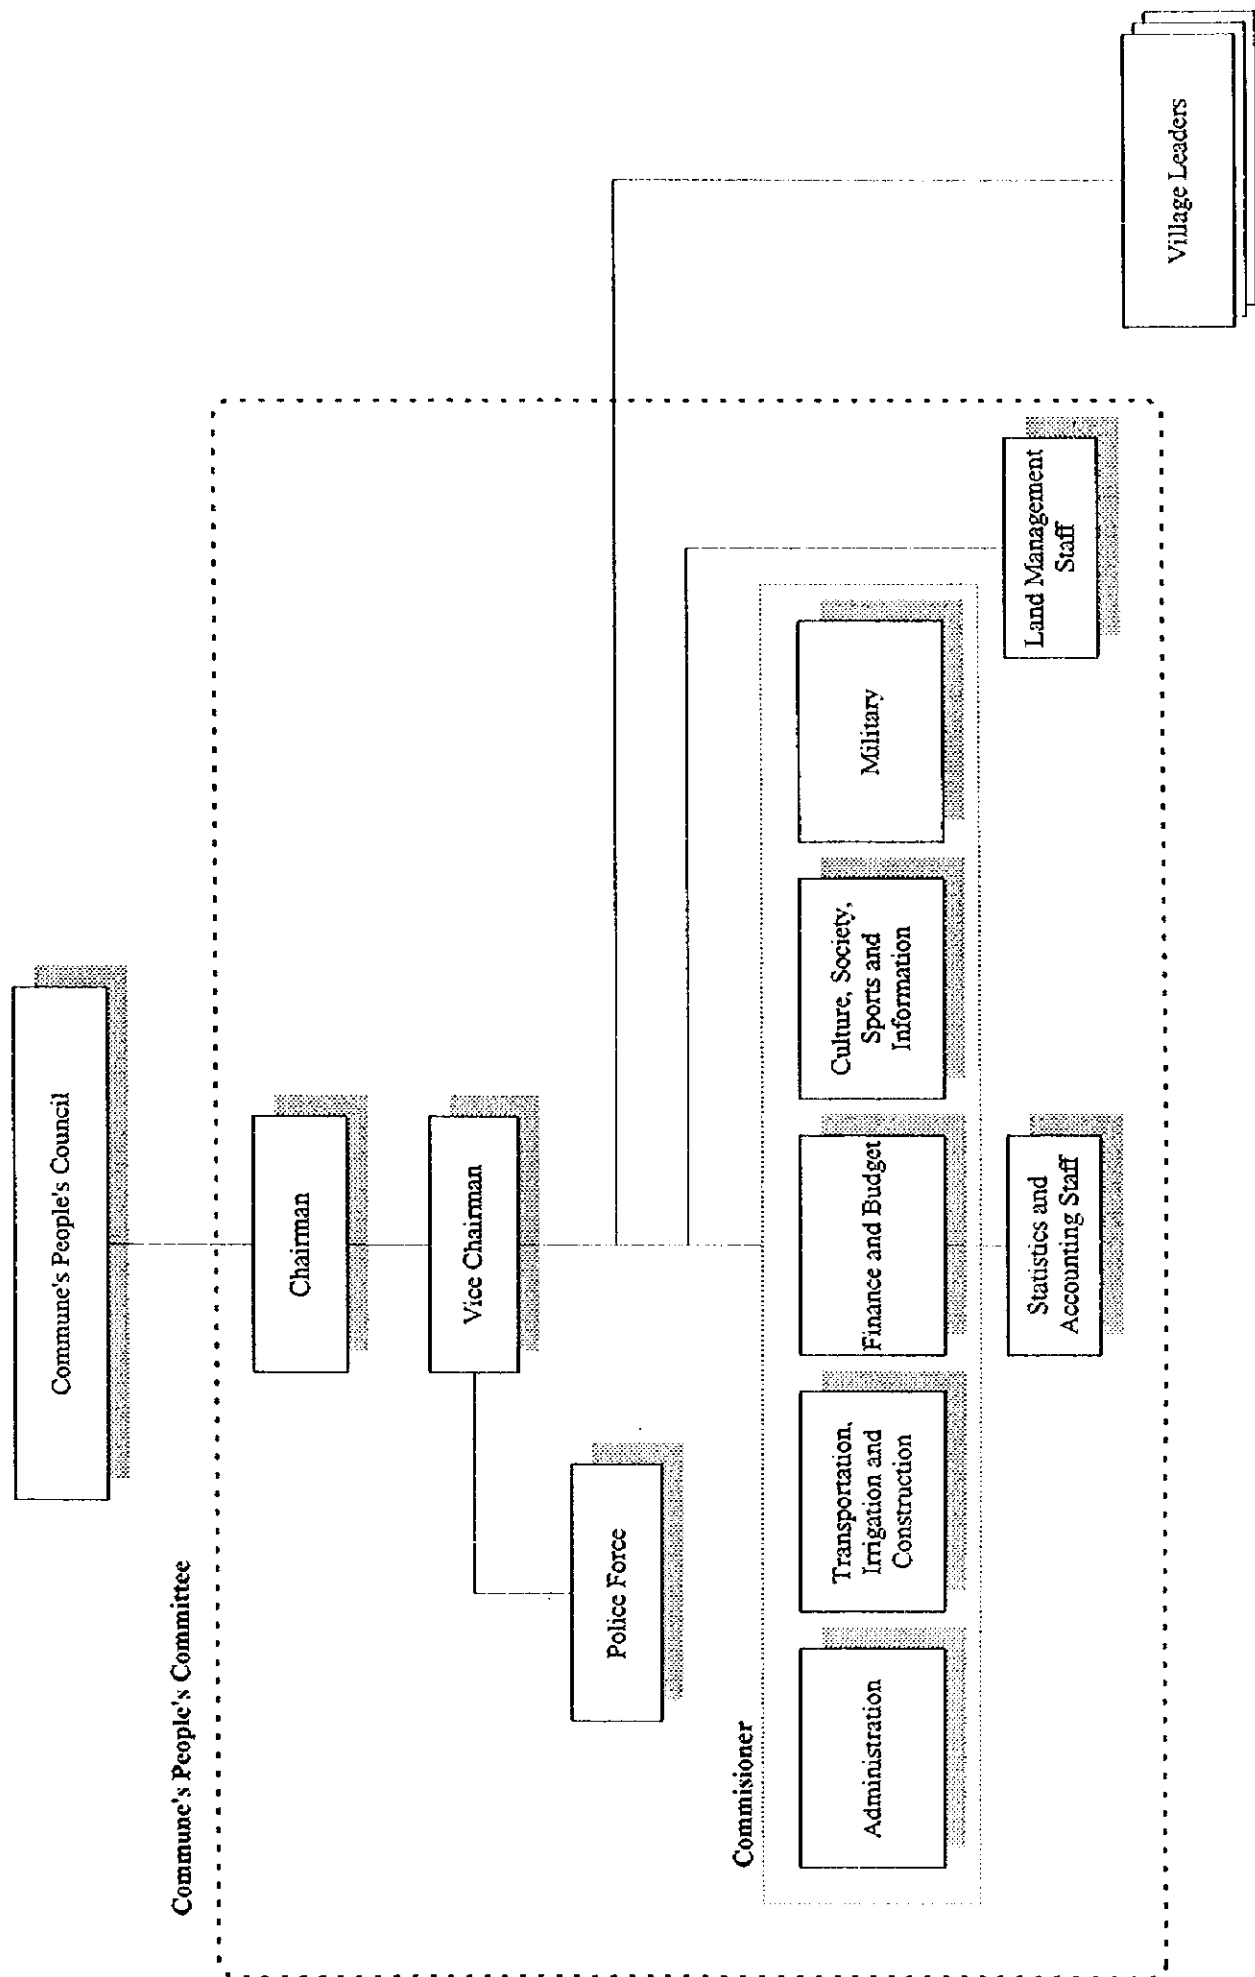 Commune's People's Council
Commune's People's Committee
Chairman
Vice Chairman
Police Force
Commisioner
Administration
Transportation,
Irrigation and
Construction
Finance and Budget
Culture, Society,
Sports and
Information
Military
Statistics and
Accounting Staff
Land Management
Staff
Village Leaders